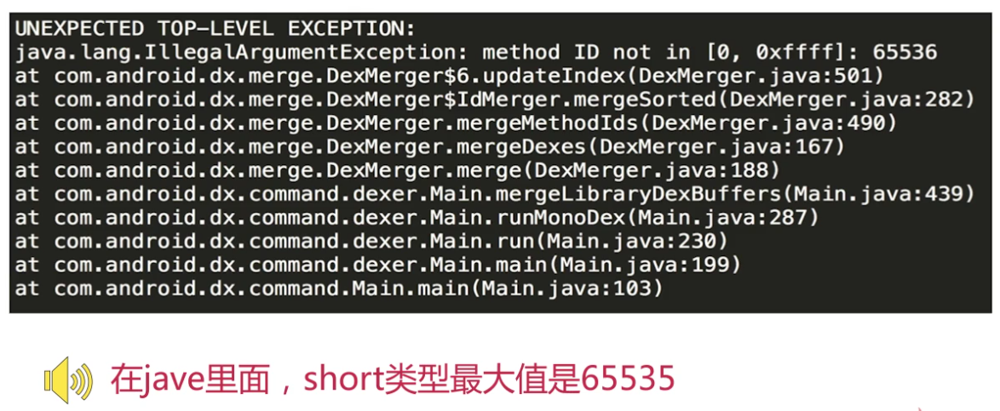 UNEXPECTED TOP-LEVEL EXCEPTION:
java.lang.IllegalArgumentException: method ID not in [0, 0xffff]: 65536
at com.android.dx.merge.DexMerger$6.updateIndex(DexMerger.java:501)
at com.android.dx.merge.DexMerger$IdMerger.mergeSorted(DexMerger.java:282)
at com.android.dx.merge.DexMerger.mergeMethodIds(DexMerger.java:490)
at com.android.dx.merge.DexMerger.mergeDexes(DexMerger.java:167)
at com.android.dx.merge.DexMerger.merge(DexMerger.java:188)
at com.android.dx.command.dexer.Main.mergeLibraryDexBuffers(Main.java:439)
at com.android.dx.command.dexer.Main.runMonoDex(Main.java:287)
at com.android.dx.command.dexer.Main.run(Main.java:230)
at com.android.dx.command.dexer.Main.main(Main.java:199)
at com.android.dx.command.Main.main(Main.java:103)
在jave里面，short类型最大值是65535